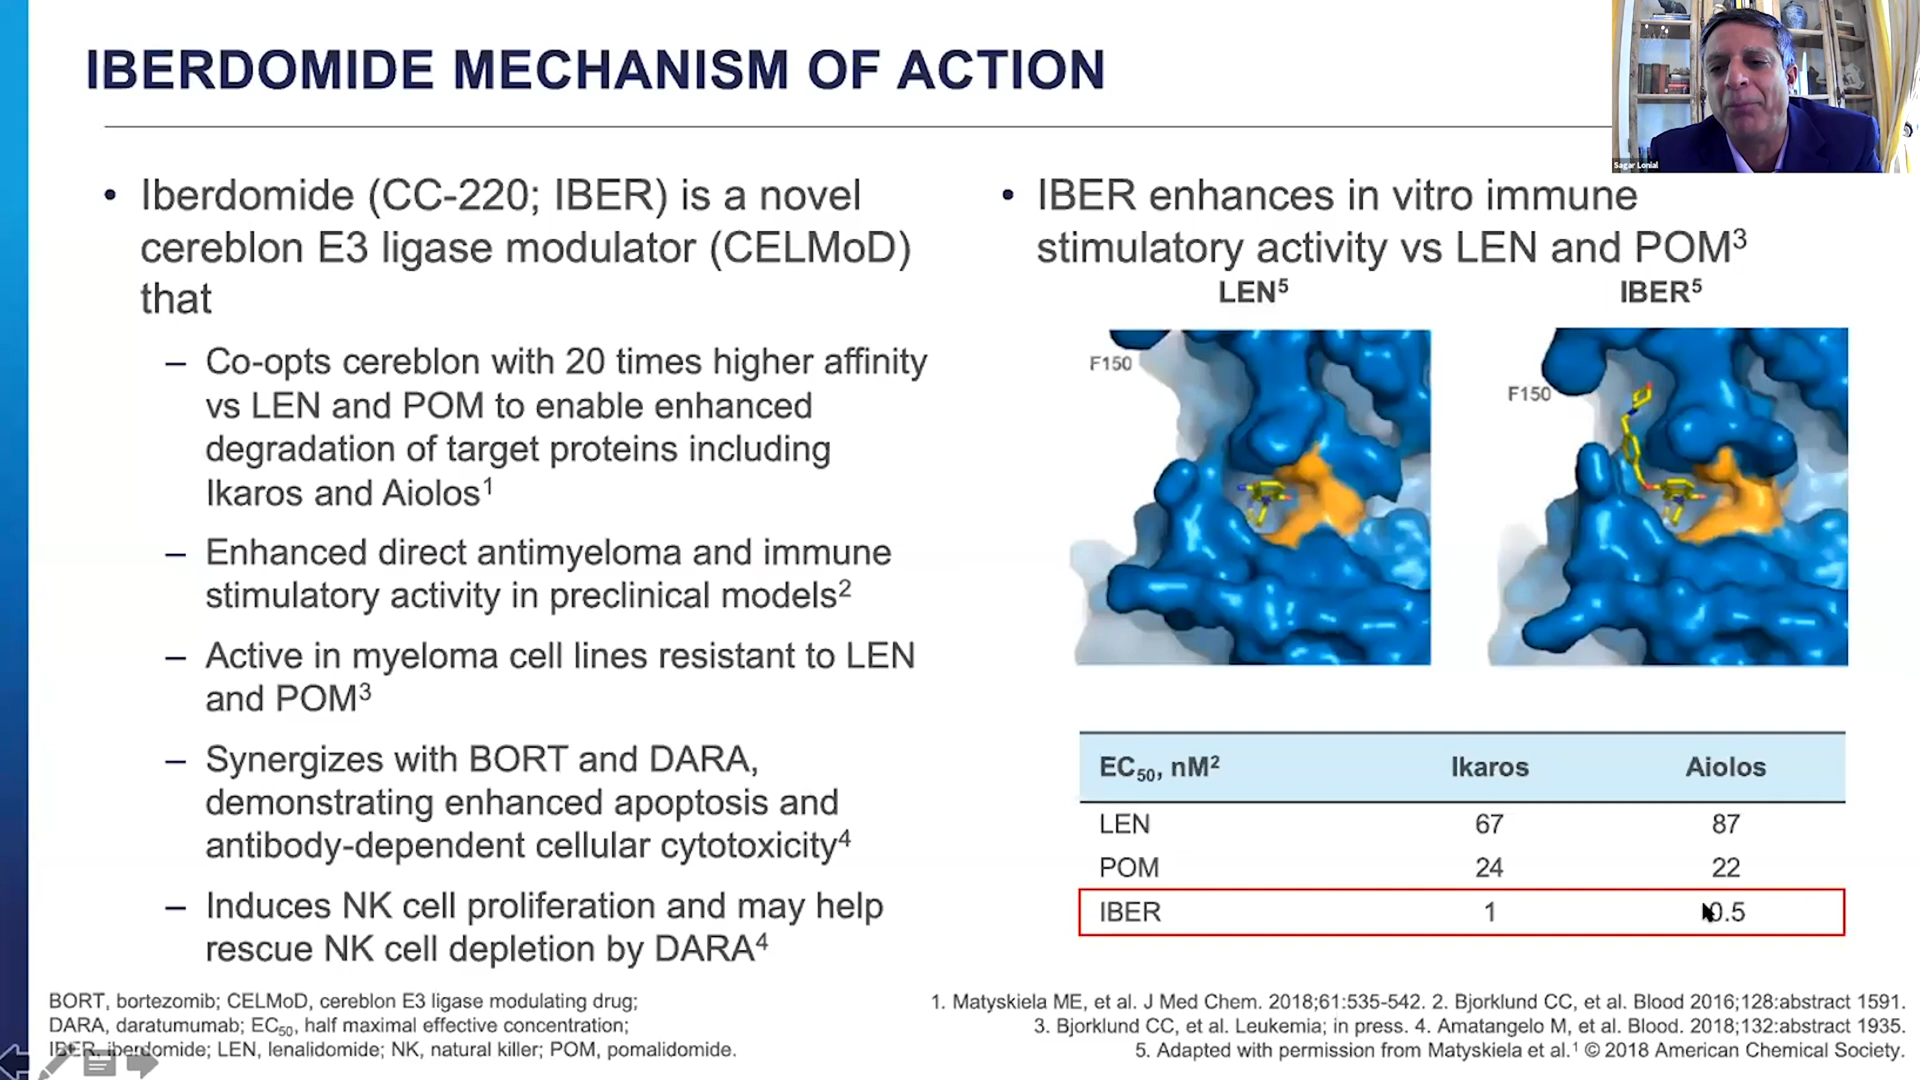 IBERDOMIDE MECHANISM OF ACTION
Sagar Lonial
• Iberdomide (CC-220; IBER) is a novel
cereblon E3 ligase modulator (CELMoD)
that
– Co-opts cereblon with 20 times higher affinity
vs LEN and POM to enable enhanced
degradation of target proteins including
Ikaros and Aiolos¹
– Enhanced direct antimyeloma and immune
stimulatory activity in preclinical models²
– Active in myeloma cell lines resistant to LEN
and POM³
– Synergizes with BORT and DARA,
demonstrating enhanced apoptosis and
antibody-dependent cellular cytotoxicity⁴
– Induces NK cell proliferation and may help
rescue NK cell depletion by DARA⁴
• IBER enhances in vitro immune
stimulatory activity vs LEN and POM³
LEN⁵ IBER⁵
F150 F150
EC₅₀, nM² Ikaros Aiolos
LEN 67 87
POM 24 22
IBER 1 0.5
BORT, bortezomib; CELMoD, cereblon E3 ligase modulating drug;
DARA, daratumumab; EC₅₀, half maximal effective concentration;
IBER, iberdomide; LEN, lenalidomide; NK, natural killer; POM, pomalidomide.
1. Matyskiela ME, et al. J Med Chem. 2018;61:535-542. 2. Bjorklund CC, et al. Blood 2016;128:abstract 1591.
3. Bjorklund CC, et al. Leukemia; in press. 4. Amatangelo M, et al. Blood. 2018;132:abstract 1935.
5. Adapted with permission from Matyskiela et al.¹ © 2018 American Chemical Society.